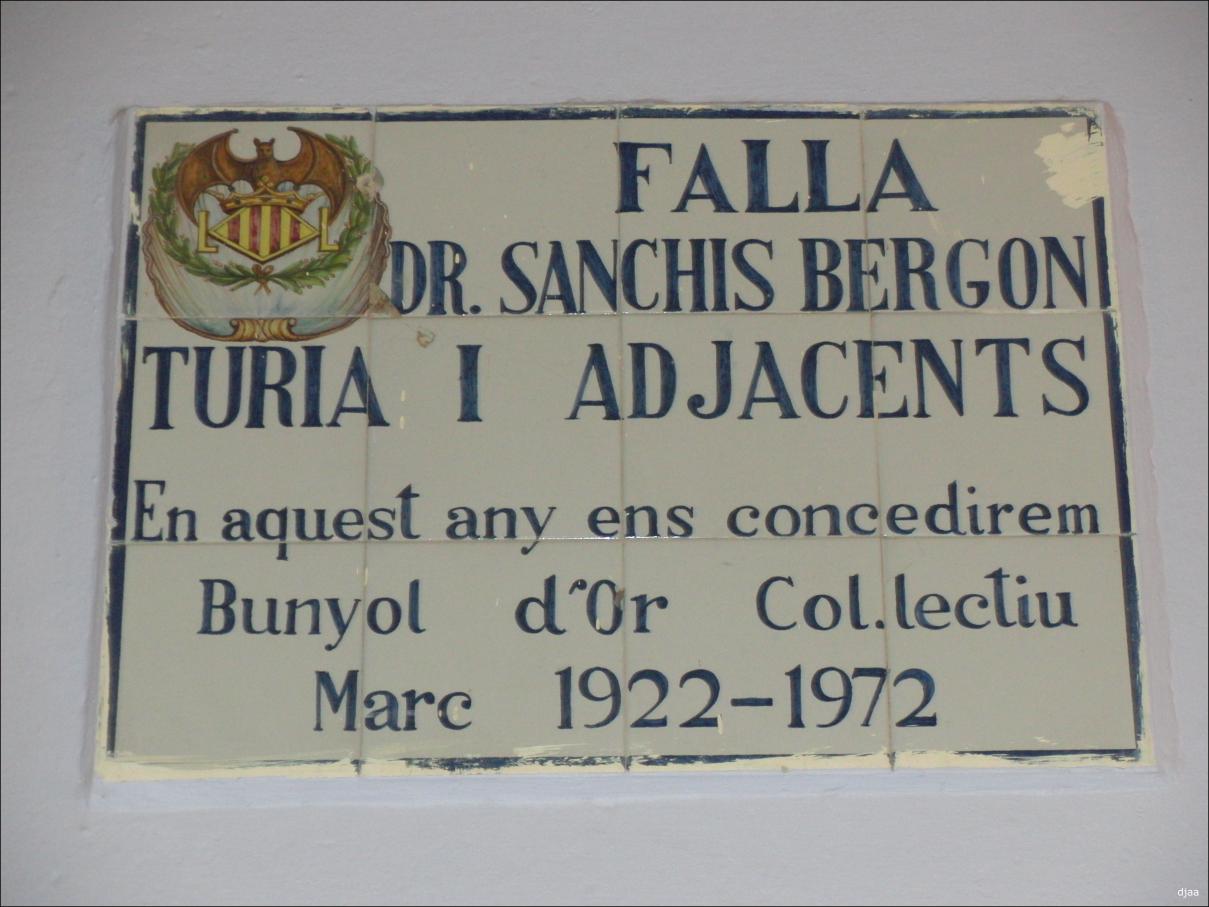 L L
FALLA
DR. SANCHIS BERGON
TURIA I ADJACENTS
En aquest any ens concedirem
Bunyol d´Or Col.lectiu
Marc 1922-1972
djaa